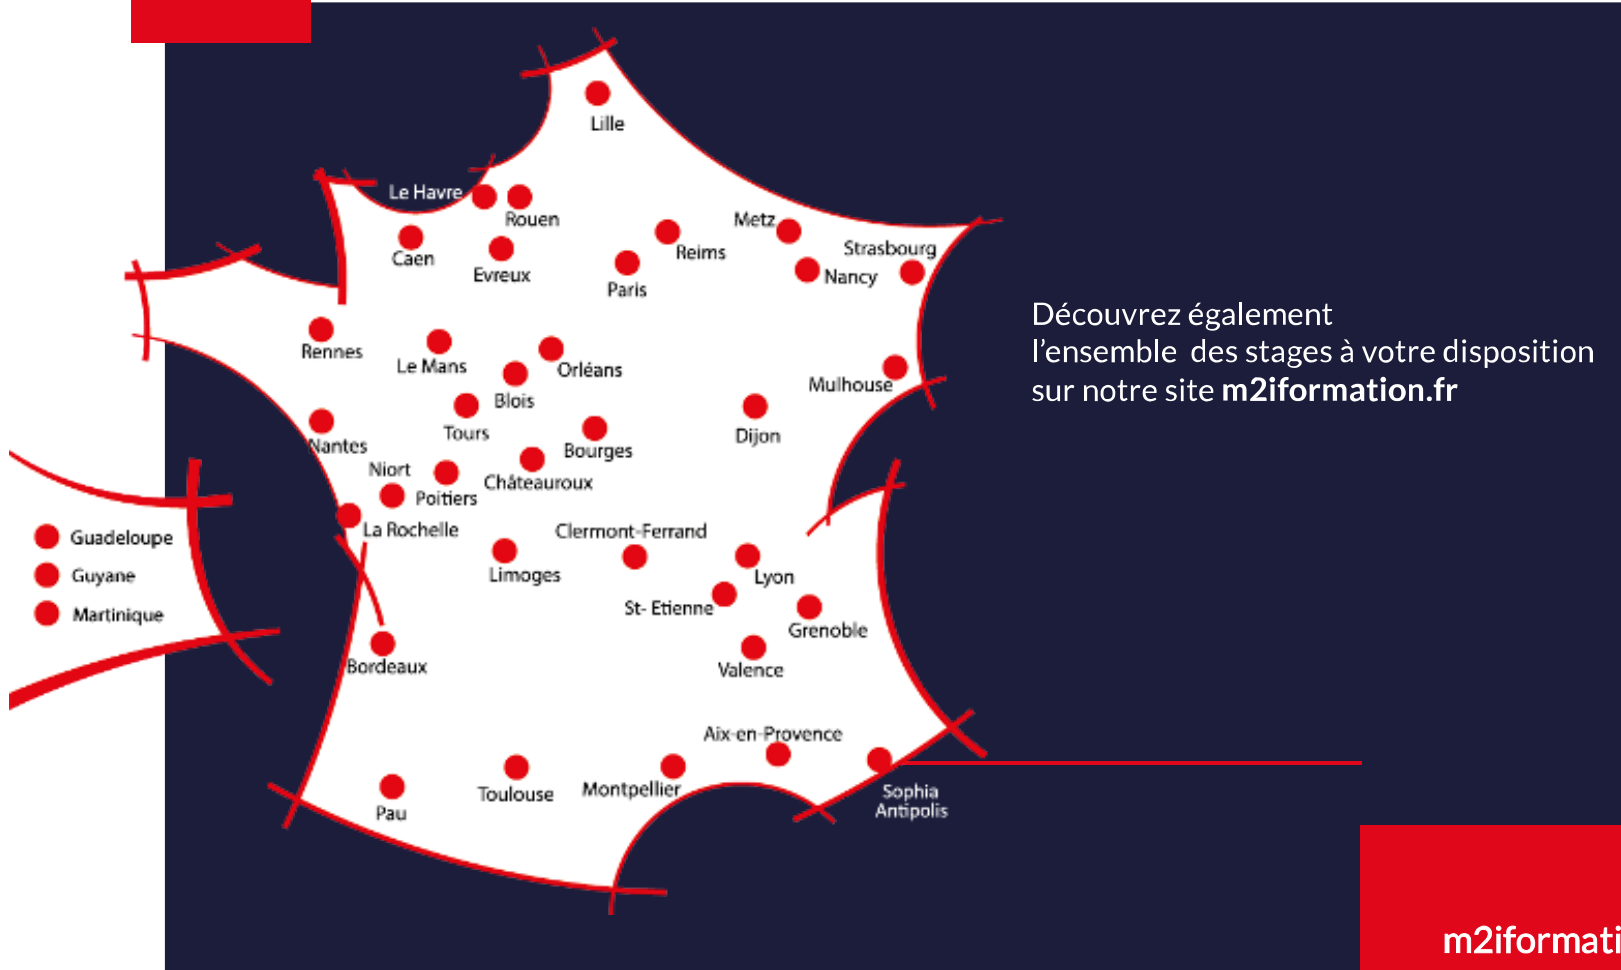 Lille
Le Havre
Rouen
Metz
Strasbourg
Caen
Evreux
Reims
Paris
Nancy
Découvrez également
l'ensemble des stages à votre disposition
sur notre site m2iformation.fr
Rennes
Le Mans
Orléans
Mulhouse
Blois
Tours
Dijon
Nantes
Bourges
Niort
Châteauroux
Poitiers
La Rochelle
Clermont-Ferrand
Guadeloupe
Guyane
Martinique
Limoges
Lyon
St- Etienne
Grenoble
Bordeaux
Valence
Aix-en-Provence
Toulouse
Montpellier
Sophia
Antipolis
Pau
m2iformati